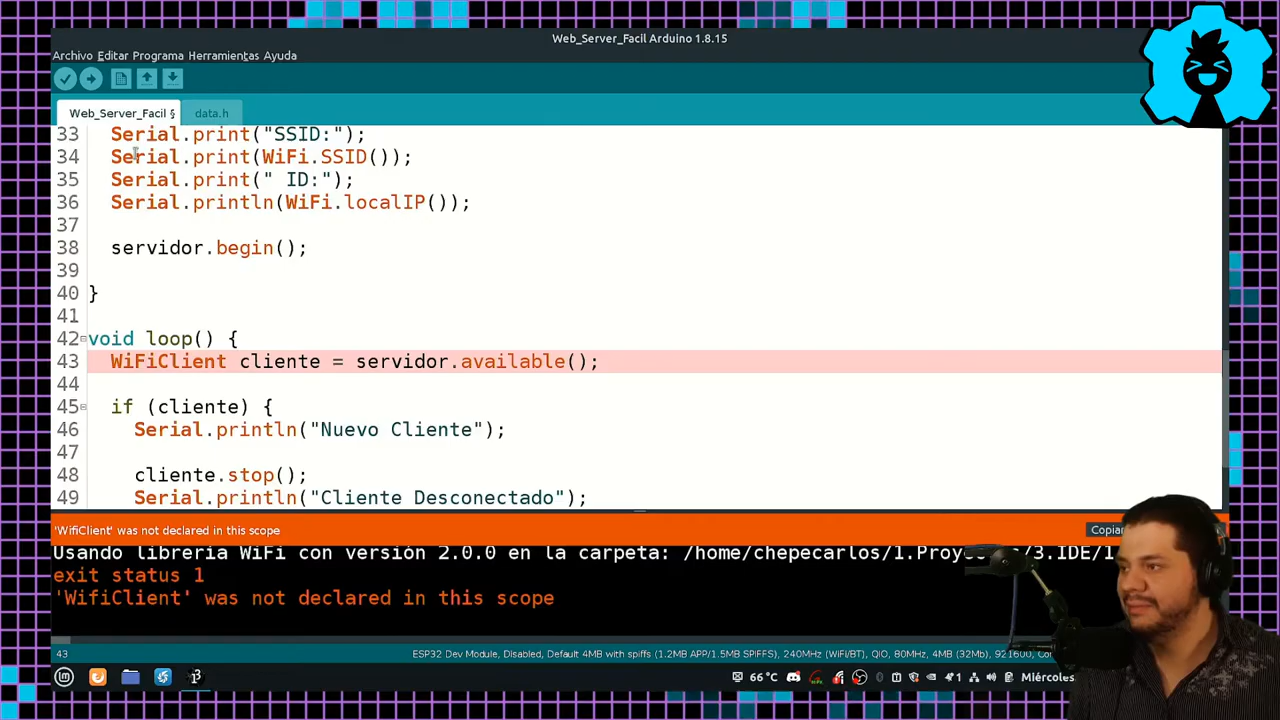 Web_Server_Facil Arduino 1.8.15
Archivo Editar Programa Herramientas Ayuda
Web_Server_Facil §
data.h
33 Serial.print("SSID:");
34 Serial.print(WiFi.SSID());
35 Serial.print(" ID:");
36 Serial.println(WiFi.localIP());
37
38 servidor.begin();
39
40 }
41
42 void loop() {
43 WiFiClient cliente = servidor.available();
44
45 if (cliente) {
46 Serial.println("Nuevo Cliente");
47
48 cliente.stop();
49 Serial.println("Cliente Desconectado");
'WifiClient' was not declared in this scope
Copiar
Usando librería WiFi con versión 2.0.0 en la carpeta: /home/chepecarlos/1.Proyectos/3.IDE/1
exit status 1
'WifiClient' was not declared in this scope
43
ESP32 Dev Module, Disabled, Default 4MB with spiffs (1.2MB APP/1.5MB SPIFFS), 240MHz (WiFi/BT), QIO, 80MHz, 4MB (32Mb), 921600,
66°C
1
Miércoles